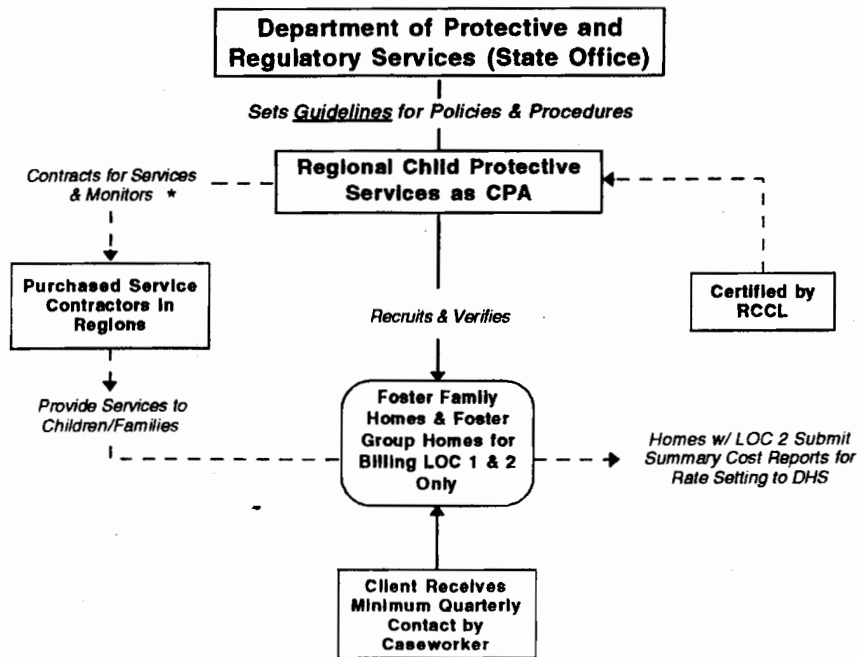 Department of Protective and
Regulatory Services (State Office)
Sets Guidelines for Policies & Procedures
Contracts for Services
& Monitors *
Regional Child Protective
Services as CPA
Purchased Service
Contractors in
Regions
Certified by
RCCL
Recruits & Verifies
Provide Services to
Children/Families
Foster Family
Homes & Foster
Group Homes for
Billing LOC 1 & 2
Only
Homes w/ LOC 2 Submit
Summary Cost Reports for
Rate Setting to DHS
Client Receives
Minimum Quarterly
Contact by
Caseworker